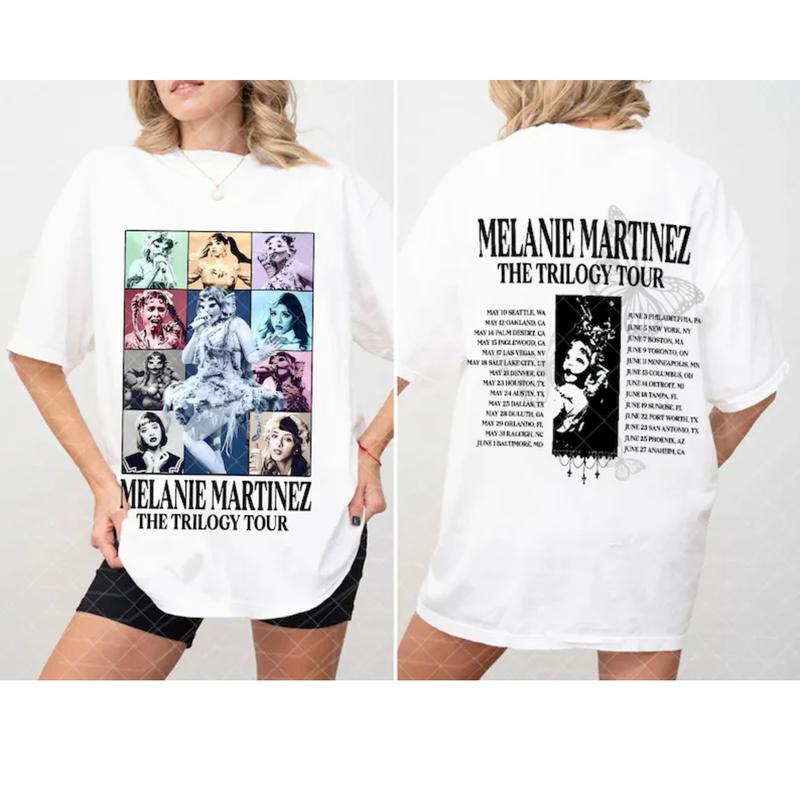 MELANIE MARTINEZ
THE TRILOGY TOUR
MELANIE MARTINEZ
THE TRILOGY TOUR
MAY 10 SEATTLE, WA
MAY 12 OAKLAND, CA
MAY 14 PALM DESERT, CA
MAY 15 INGLEWOOD, CA
MAY 17 LAS VEGAS, NV
MAY 18 SALT LAKE CITY, UT
MAY 21 DENVER, CO
MAY 23 HOUSTON, TX
MAY 24 AUSTIN, TX
MAY 25 DALLAS, TX
MAY 28 DULUTH, GA
MAY 29 ORLANDO, FL
MAY 31 RALEIGH, NC
JUNE 1 BALTIMORE, MD
JUNE 3 PHILADELPHIA, PA
JUNE 5 NEW YORK, NY
JUNE 7 BOSTON, MA
JUNE 9 TORONTO, ON
JUNE 11 MINNEAPOLIS, MN
JUNE 13 COLUMBUS, OH
JUNE 14 DETROIT, MI
JUNE 18 TAMPA, FL
JUNE 19 SUNRISE, FL
JUNE 22 FORT WORTH, TX
JUNE 23 SAN ANTONIO, TX
JUNE 25 PHOENIX, AZ
JUNE 27 ANAHEIM, CA